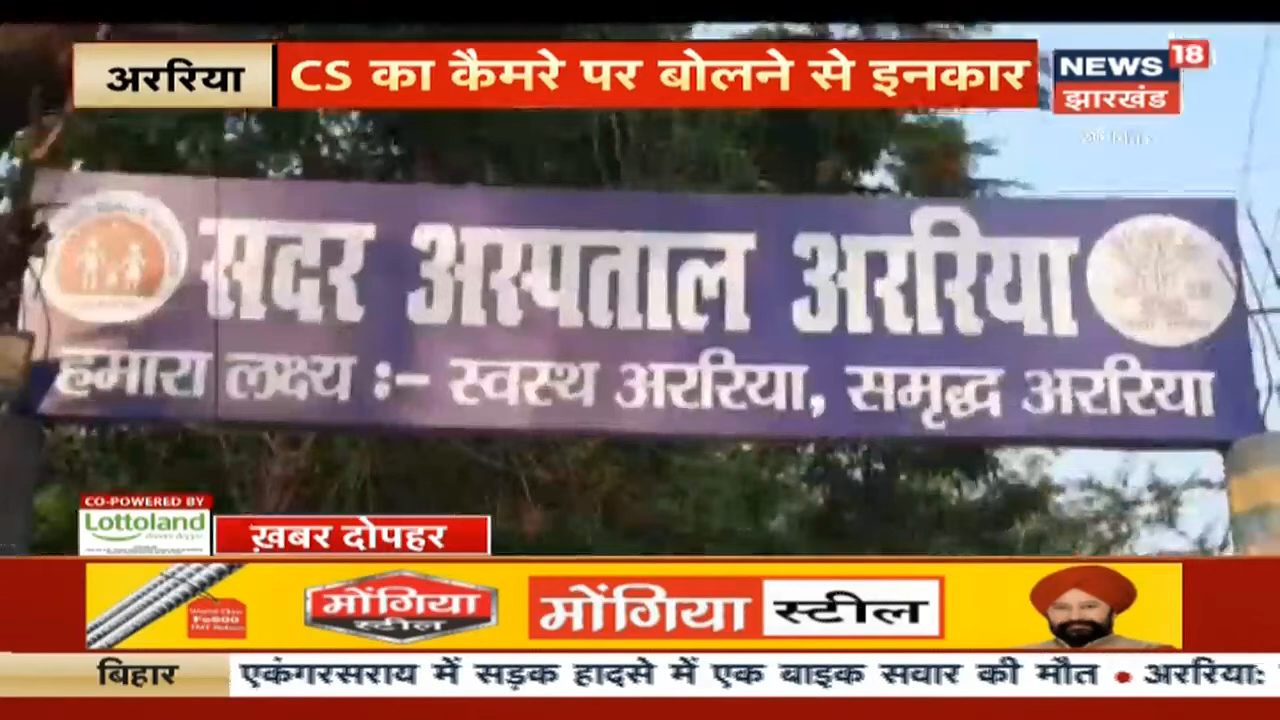 अररिया
CS का कैमरे पर बोलने से इनकार
NEWS 18
झारखंड
सदर अस्पताल अररिया
हमारा लक्ष्य :- स्वस्थ अररिया, समृद्ध अररिया
CO-POWERED BY
Lottoland
ख़बर दोपहर
Fe600
मोंगिया
स्टील
मोंगिया स्टील
बिहार
एकंगरसराय में सड़क हादसे में एक बाइक सवार की मौत • अररिया: